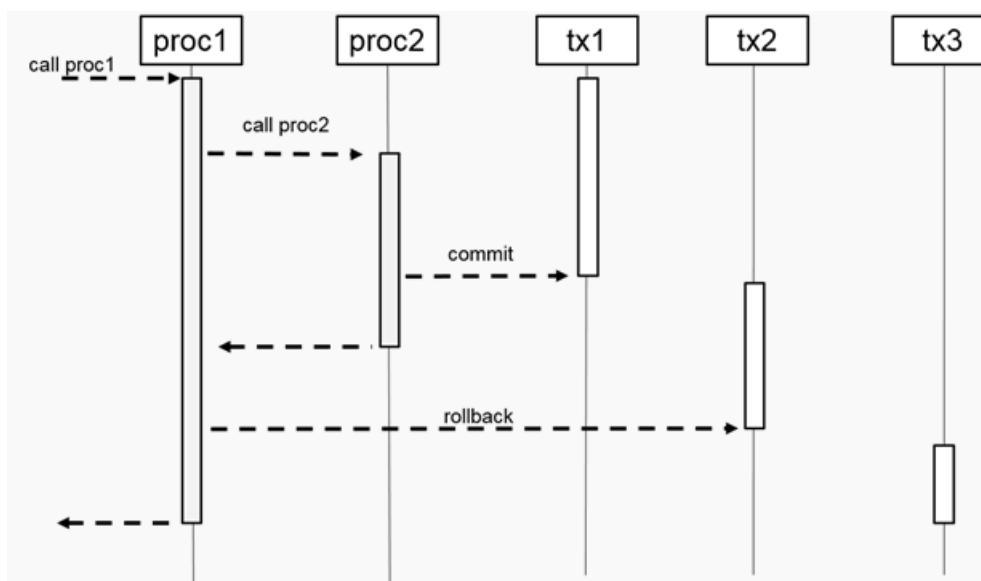 proc1 proc2 tx1 tx2 tx3
call proc1
call proc2
commit
rollback